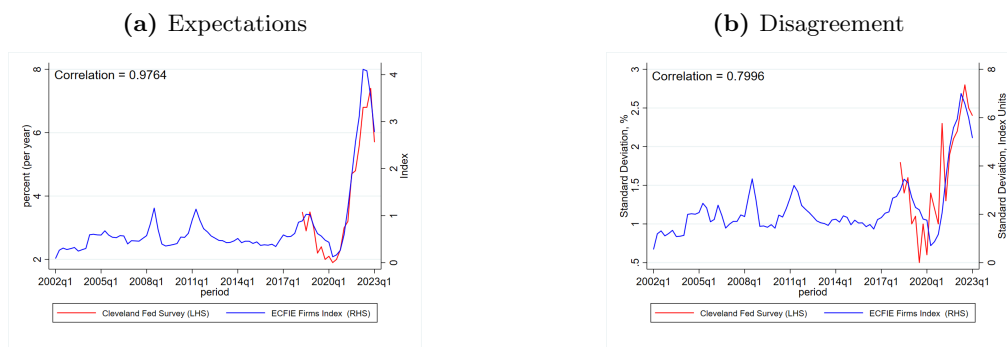 (a) Expectations
Correlation = 0.9764
percent (per year)
8
6
4
2
Index
4
3
2
1
0
2002q1 2005q1 2008q1 2011q1 2014q1 2017q1 2020q1 2023q1
period
Cleveland Fed Survey (LHS) ECFIE Firms Index (RHS)
(b) Disagreement
Correlation = 0.7996
Standard Deviation, %
3
2.5
2
1.5
1
.5
Standard Deviation, Index Units
8
6
4
2
0
2002q1 2005q1 2008q1 2011q1 2014q1 2017q1 2020q1 2023q1
period
Cleveland Fed Survey (LHS) ECFIE Firms Index (RHS)